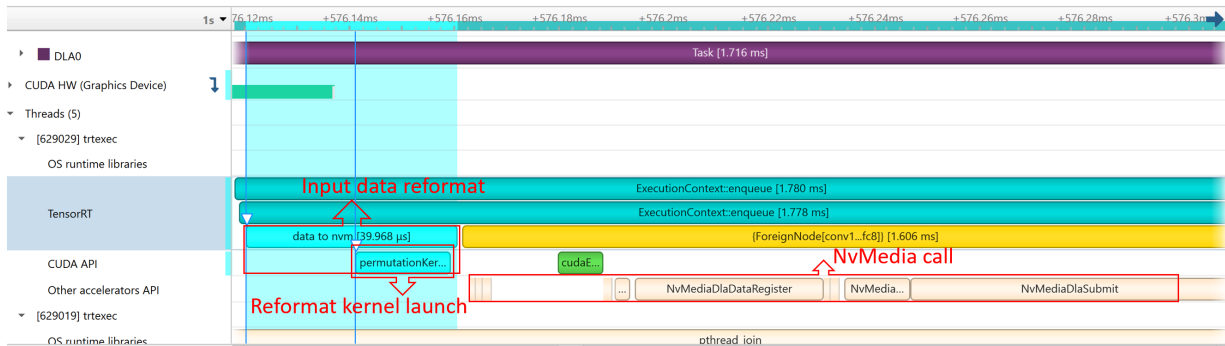 1s 76.12ms +576.14ms +576.16ms +576.18ms +576.2ms +576.22ms +576.24ms +576.26ms +576.28ms +576.3m
DLA0 Task [1.716 ms]
CUDA HW (Graphics Device)
Threads (5)
[629029] trtexec
OS runtime libraries
Input data reformat ExecutionContext::enqueue [1.780 ms]
TensorRT ExecutionContext::enqueue [1.778 ms]
data to nvm [39.968 μs] {ForeignNode[conv1...fc8]} [1.606 ms]
CUDA API permutationKer... cudaE... NvMedia call
Other accelerators API ... NvMediaDlaDataRegister NvMedia... NvMediaDlaSubmit
Reformat kernel launch
[629019] trtexec
OS runtime libraries pthread_join